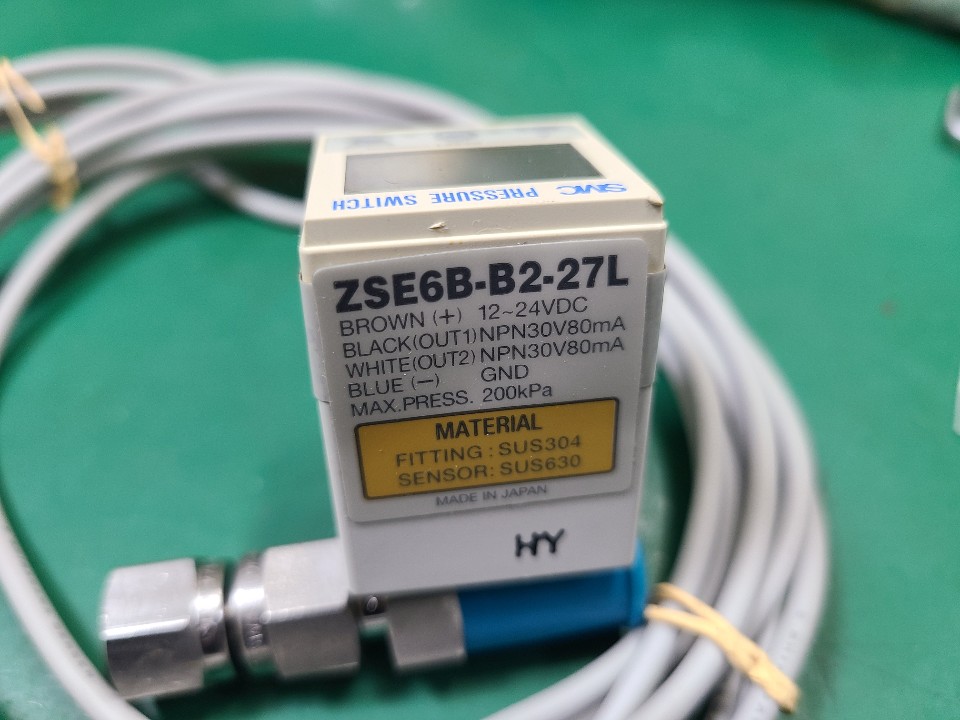 SMC PRESSURE SWITCH
ZSE6B-B2-27L
BROWN (+) 12~24VDC
BLACK(OUT1) NPN30V80mA
WHITE(OUT2) NPN30V80mA
BLUE (−) GND
MAX.PRESS. 200kPa
MATERIAL
FITTING : SUS304
SENSOR: SUS630
MADE IN JAPAN
HY